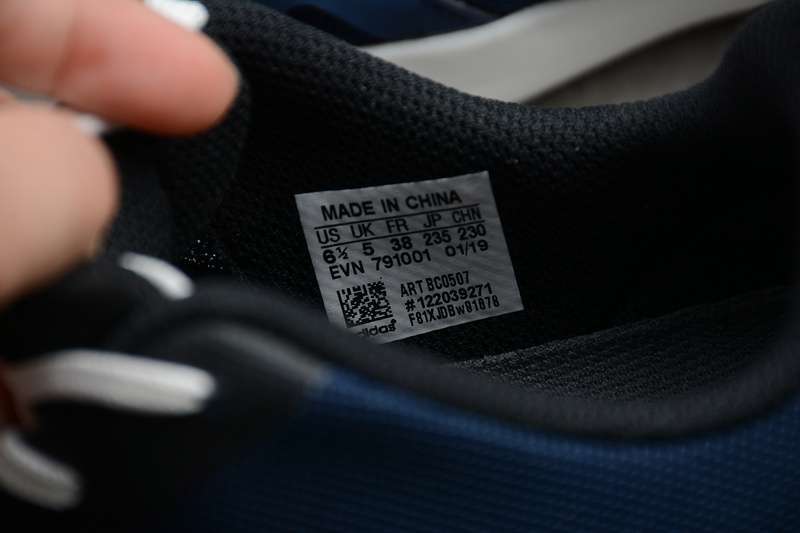 MADE IN CHINA
US UK FR JP CHN
6½ 5 38 235 230
EVN 791001 01/19
ART BC0507
#122039271
F81XJDBw81878
adidas